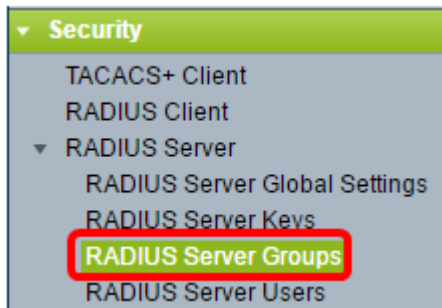 Security
TACACS+ Client
RADIUS Client
RADIUS Server
RADIUS Server Global Settings
RADIUS Server Keys
RADIUS Server Groups
RADIUS Server Users